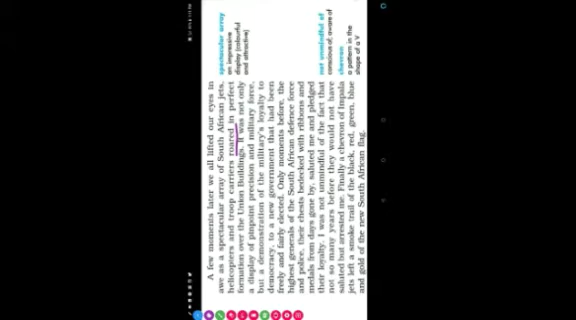 A few moments later we all lifted our eyes in
awe as a spectacular array of South African jets,
helicopters and troop carriers roared in perfect
formation over the Union Buildings. It was not only
a display of pinpoint precision and military force,
but a demonstration of the military's loyalty to
democracy, to a new government that had been
freely and fairly elected. Only moments before, the
highest generals of the South African defence force
and police, their chests bedecked with ribbons and
medals from days gone by, saluted me and pledged
their loyalty. I was not unmindful of the fact that
not so many years before they would not have
saluted but arrested me. Finally a chevron of Impala
jets left a smoke trail of the black, red, green, blue
and gold of the new South African flag.
spectacular array
an impressive
display (colourful
and attractive)
not unmindful of
conscious of; aware of
chevron
a pattern in the
shape of a V